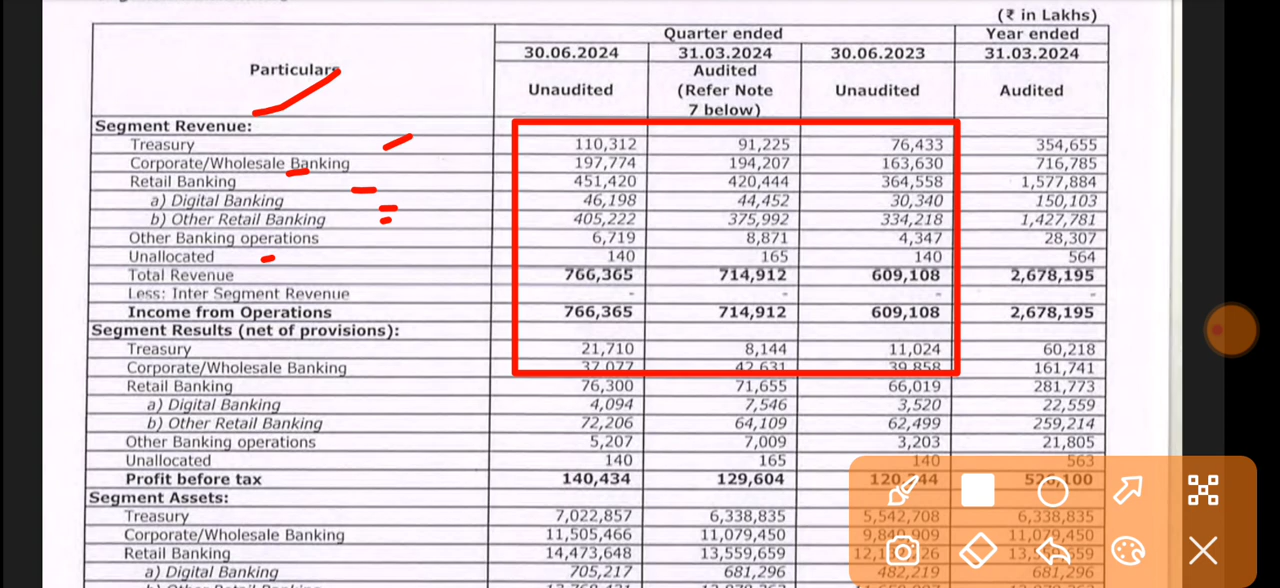 (₹ in Lakhs)
Particulars Quarter ended Year ended
30.06.2024 31.03.2024 30.06.2023 31.03.2024
Unaudited Audited (Refer Note 7 below) Unaudited Audited
Segment Revenue:
Treasury 110,312 91,225 76,433 354,655
Corporate/Wholesale Banking 197,774 194,207 163,630 716,785
Retail Banking 451,420 420,444 364,558 1,577,884
a) Digital Banking 46,198 44,452 30,340 150,103
b) Other Retail Banking 405,222 375,992 334,218 1,427,781
Other Banking operations 6,719 8,871 4,347 28,307
Unallocated 140 165 140 564
Total Revenue 766,365 714,912 609,108 2,678,195
Less: Inter Segment Revenue - - - -
Income from Operations 766,365 714,912 609,108 2,678,195
Segment Results (net of provisions):
Treasury 21,710 8,144 11,024 60,218
Corporate/Wholesale Banking 37,077 42,631 39,858 161,741
Retail Banking 76,300 71,655 66,019 281,773
a) Digital Banking 4,094 7,546 3,520 22,559
b) Other Retail Banking 72,206 64,109 62,499 259,214
Other Banking operations 5,207 7,009 3,203 21,805
Unallocated 140 165 140 563
Profit before tax 140,434 129,604
Segment Assets:
Treasury 7,022,857 6,338,835 5,542,708 6,338,835
Corporate/Wholesale Banking 11,505,466 11,079,450 11,079,450
Retail Banking 14,473,648 13,559,659
a) Digital Banking 705,217 681,296 482,219 681,296